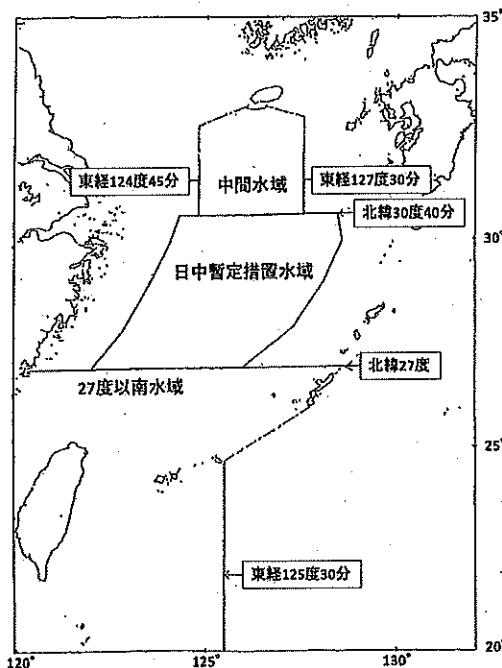 35°
東経124度45分
中間水域
東経127度30分
北緯30度40分
30°
日中暫定措置水域
北緯27度
27度以南水域
25°
東経125度30分
20°
120°
125°
130°